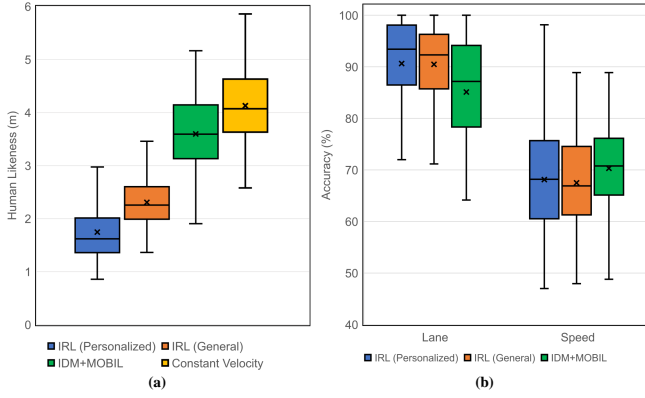 6
5
4
3
2
1
0
Human Likeness (m)
IRL (Personalized) IRL (General)
IDM+MOBIL Constant Velocity
(a)
100
90
80
70
60
50
40
Accuracy (%)
Lane Speed
IRL (Personalized) IRL (General) IDM+MOBIL
(b)